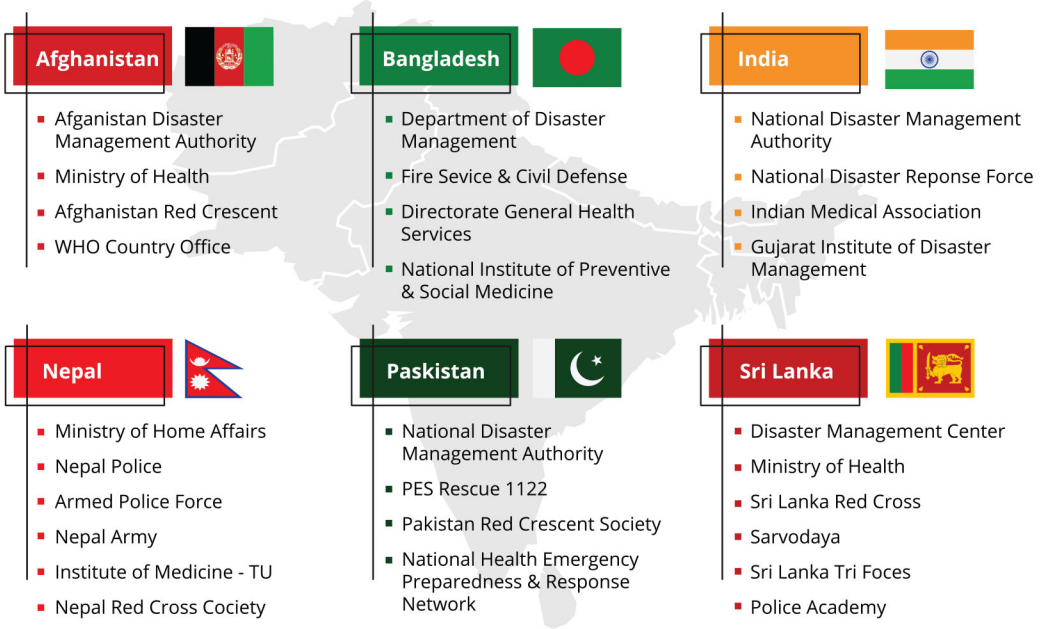 Afghanistan
Afganistan Disaster
Management Authority
Ministry of Health
Afghanistan Red Crescent
WHO Country Office
Bangladesh
Department of Disaster
Management
Fire Sevice & Civil Defense
Directorate General Health
Services
National Institute of Preventive
& Social Medicine
India
National Disaster Management
Authority
National Disaster Reponse Force
Indian Medical Association
Gujarat Institute of Disaster
Management
Nepal
Ministry of Home Affairs
Nepal Police
Armed Police Force
Nepal Army
Institute of Medicine - TU
Nepal Red Cross Cociety
Paskistan
National Disaster
Management Authority
PES Rescue 1122
Pakistan Red Crescent Society
National Health Emergency
Preparedness & Response
Network
Sri Lanka
Disaster Management Center
Ministry of Health
Sri Lanka Red Cross
Sarvodaya
Sri Lanka Tri Foces
Police Academy